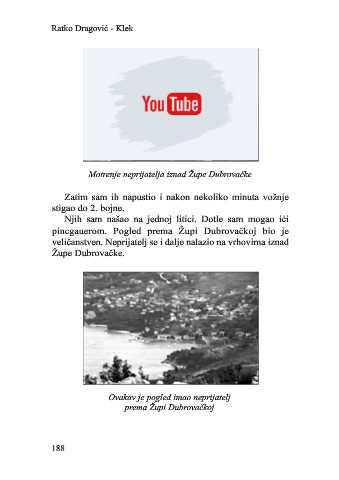 Ratko Dragović - Klek
YouTube
Motrenje neprijatelja iznad Župe Dubrovačke
Zatim sam ih napustio i nakon nekoliko minuta vožnje
stigao do 2. bojne.
Njih sam našao na jednoj litici. Dotle sam mogao ići
pincgauerom. Pogled prema Župi Dubrovačkoj bio je
veličanstven. Neprijatelj se i dalje nalazio na vrhovima iznad
Župe Dubrovačke.
Ovakav je pogled imao neprijatelj
prema Župi Dubrovačkoj
188